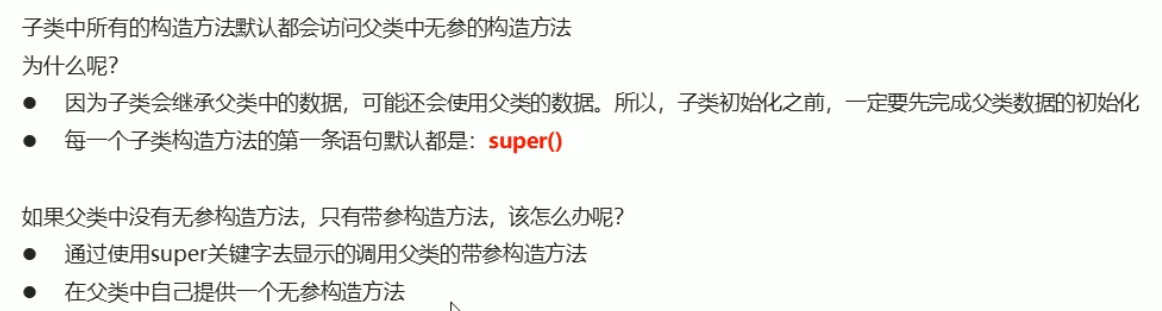 子类中所有的构造方法默认都会访问父类中无参的构造方法
为什么呢?
● 因为子类会继承父类中的数据，可能还会使用父类的数据。所以，子类初始化之前，一定要先完成父类数据的初始化
● 每一个子类构造方法的第一条语句默认都是：super()
如果父类中没有无参构造方法，只有带参构造方法，该怎么办呢?
● 通过使用super关键字去显示的调用父类的带参构造方法
● 在父类中自己提供一个无参构造方法